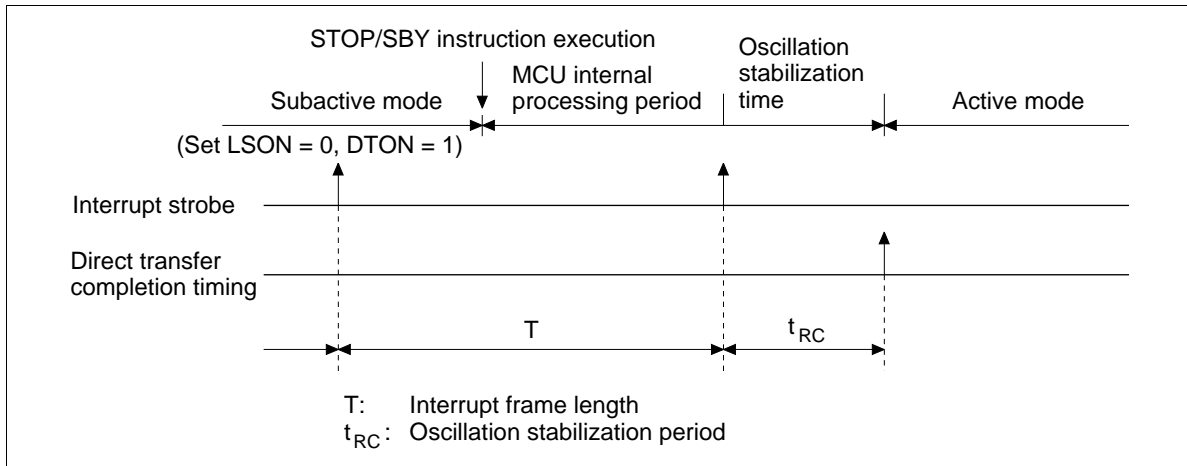 STOP/SBY instruction execution
MCU internal
processing period
Oscillation
stabilization
time
Subactive mode
Active mode
(Set LSON = 0, DTON = 1)
Interrupt strobe
Direct transfer
completion timing
T
tRC
T: Interrupt frame length
tRC: Oscillation stabilization period